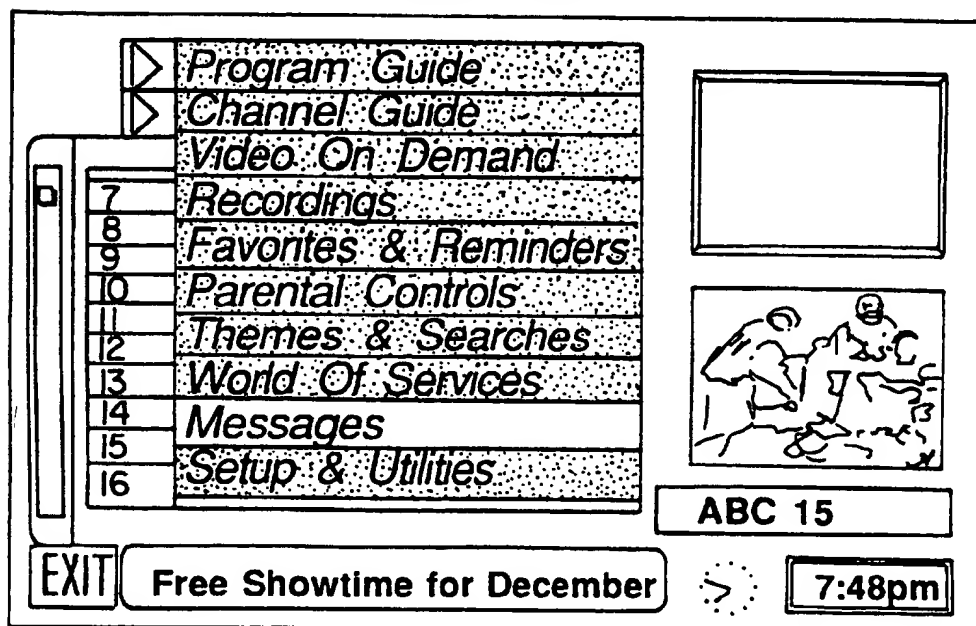 Program Guide
Channel Guide
Video On Demand
7 Recordings
8
9 Favorites & Reminders
10 Parental Controls
11
12 Themes & Searches
13 World Of Services
14 Messages
15
16 Setup & Utilities
ABC 15
EXIT
Free Showtime for December
7:48pm